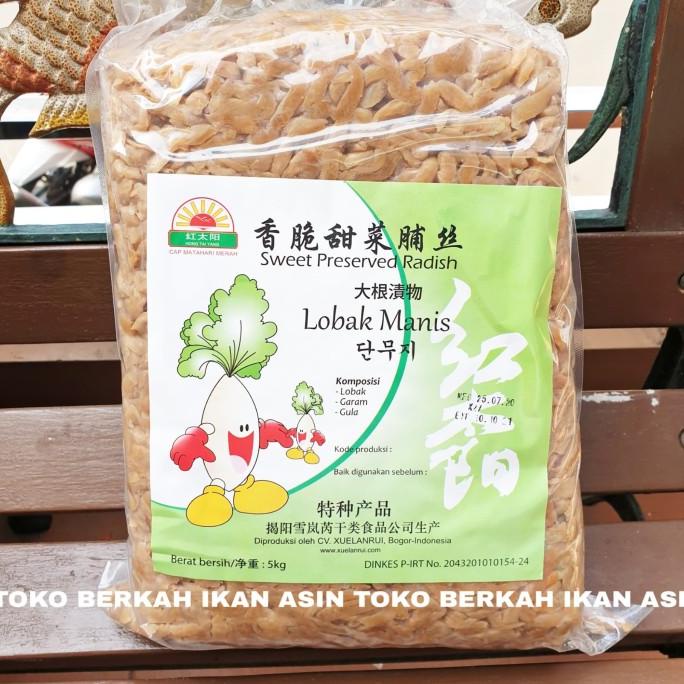 红太阳
HONG TAI YANG
CAP MATAHARI MERAH
香脆甜菜脯丝
Sweet Preserved Radish
大根漬物
Lobak Manis
단무지
Komposisi
- Lobak
- Garam
- Gula
Kode produksi :
Baik digunakan sebelum :
特种产品
揭阳雪岚芮干类食品公司生产
Diproduksi oleh CV. XUELANRUI, Bogor-Indonesia
www.xuelanrui.com
Berat bersih/净重 : 5kg
DINKES P-IRT No. 2043201010154-24
TOKO BERKAH IKAN ASIN TOKO BERKAH IKAN ASI